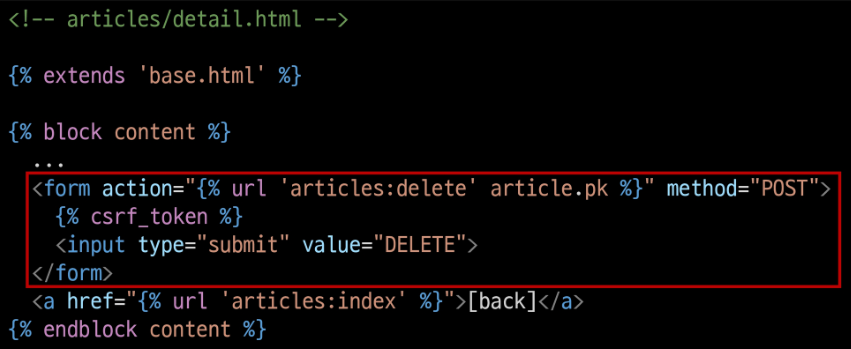 <!-- articles/detail.html -->
{% extends 'base.html' %}
{% block content %}
...
<form action="{% url 'articles:delete' article.pk %}" method="POST">
{% csrf_token %}
<input type="submit" value="DELETE">
</form>
<a href="{% url 'articles:index' %}">[back]</a>
{% endblock content %}